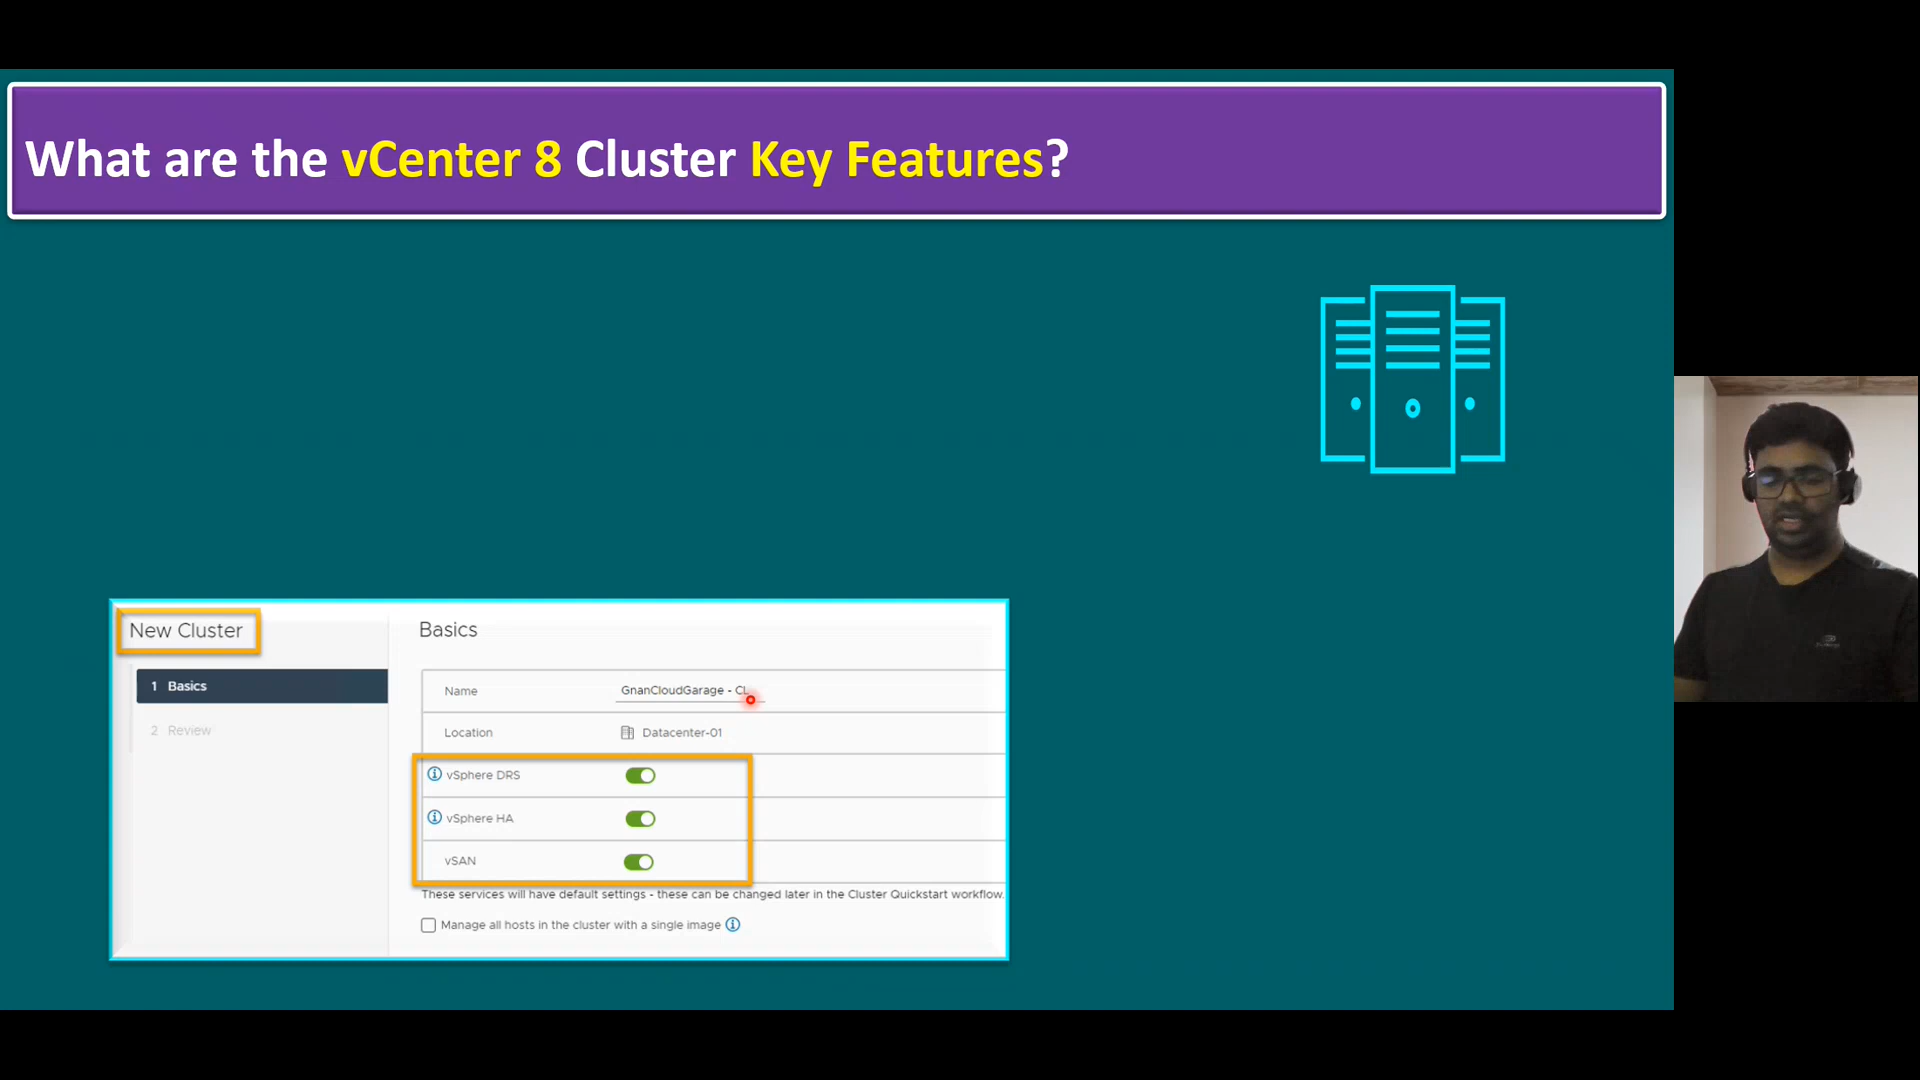 What are the vCenter 8 Cluster Key Features?
New Cluster
1 Basics
2 Review
Basics
Name GnanCloudGarage - CL
Location Datacenter-01
vSphere DRS
vSphere HA
vSAN
These services will have default settings - these can be changed later in the Cluster Quickstart workflow.
Manage all hosts in the cluster with a single image